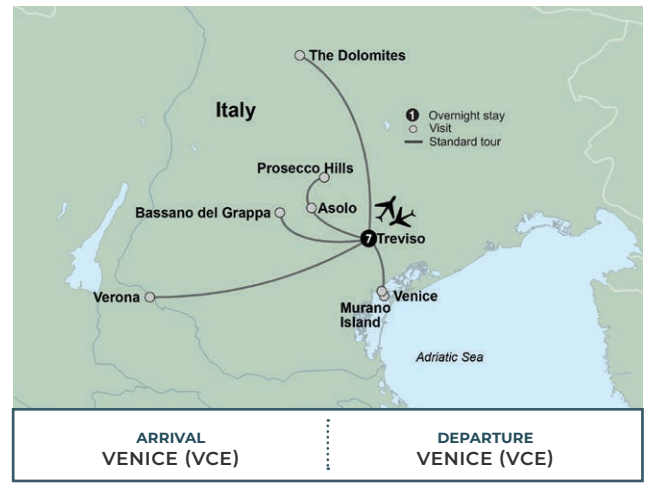 The Dolomites
Italy
1 Overnight stay
Visit
Standard tour
Prosecco Hills
Bassano del Grappa
Asolo
7 Treviso
Verona
Venice
Murano
Island
Adriatic Sea
ARRIVAL
VENICE (VCE)
DEPARTURE
VENICE (VCE)